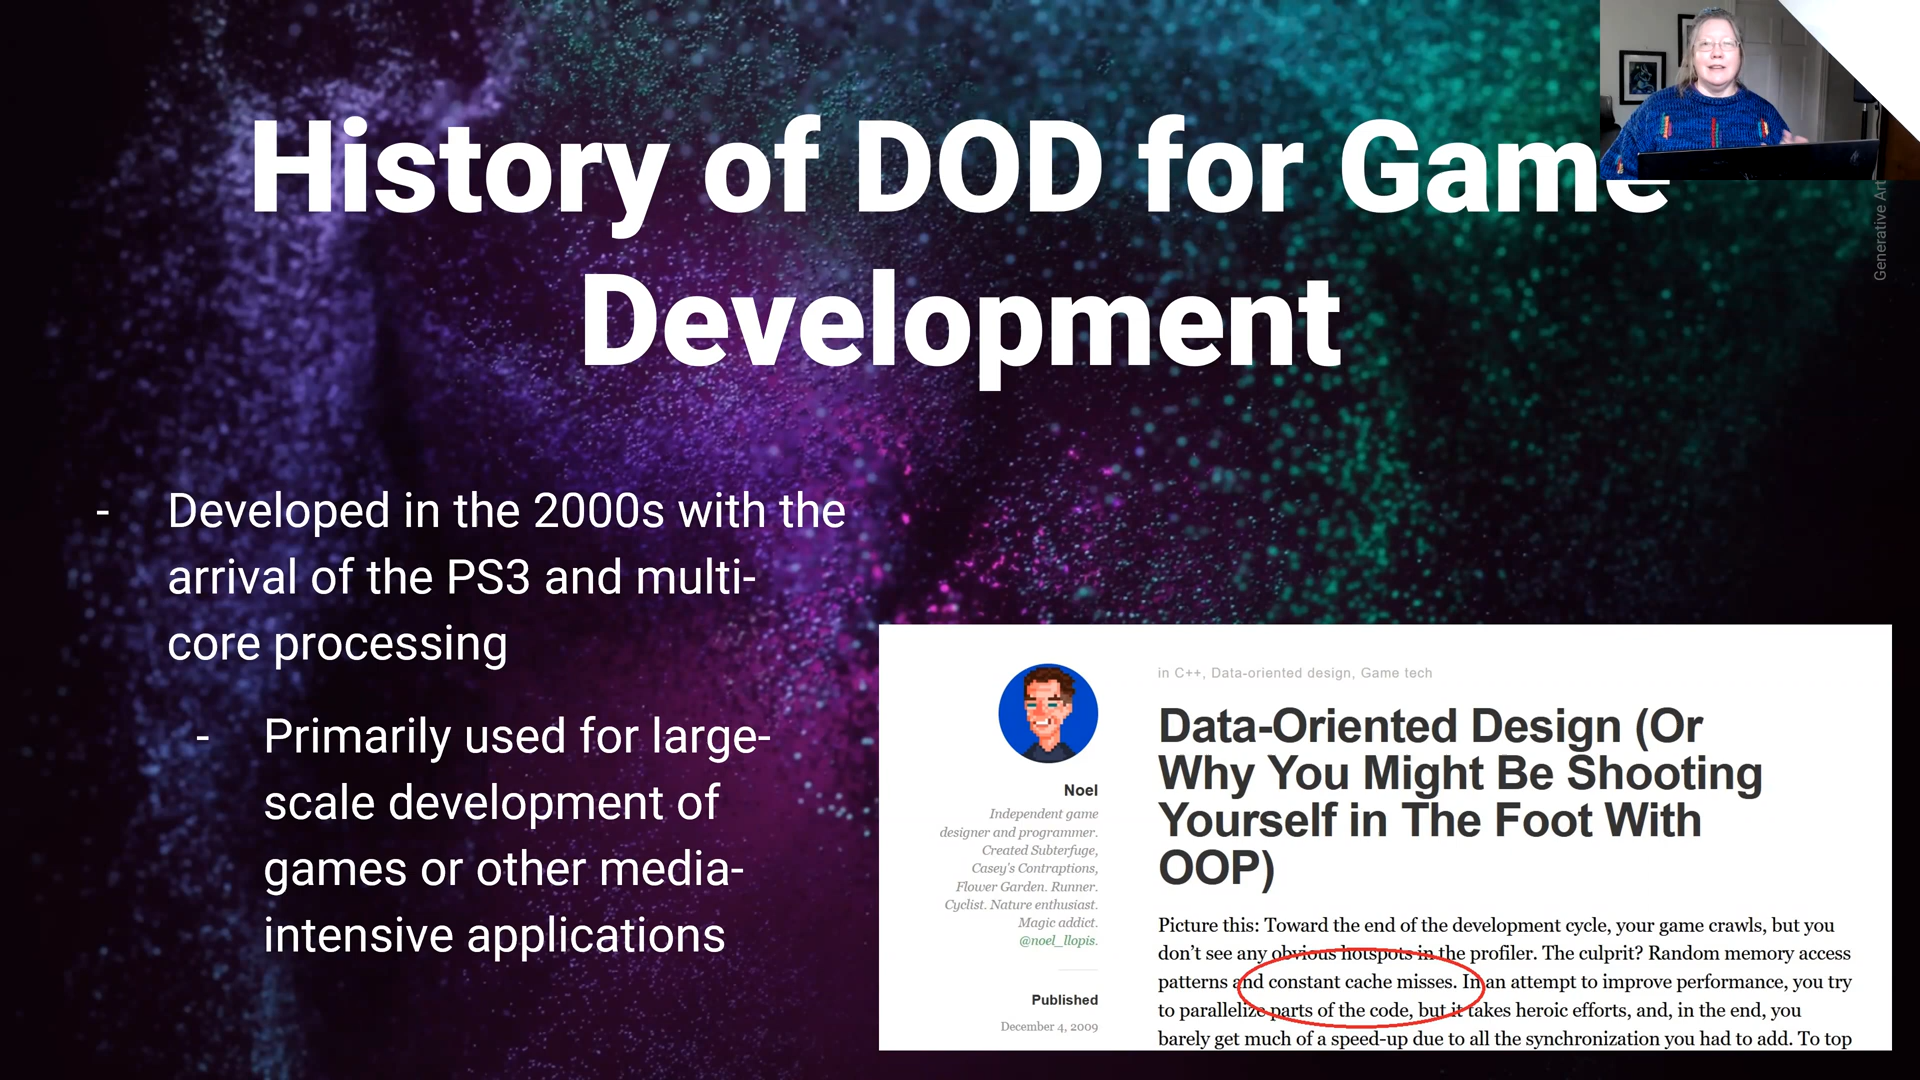 History of DOD for Game
Development
Generative Art
- Developed in the 2000s with the
arrival of the PS3 and multi-
core processing
- Primarily used for large-
scale development of
games or other media-
intensive applications
Noel
Independent game
designer and programmer.
Created Subterfuge,
Casey's Contraptions,
Flower Garden. Runner.
Cyclist. Nature enthusiast.
Magic addict.
@noel_llopis.
Published
December 4, 2009
in C++, Data-oriented design, Game tech
Data-Oriented Design (Or
Why You Might Be Shooting
Yourself in The Foot With
OOP)
Picture this: Toward the end of the development cycle, your game crawls, but you
don't see any obvious hotspots in the profiler. The culprit? Random memory access
patterns and constant cache misses. In an attempt to improve performance, you try
to parallelize parts of the code, but it takes heroic efforts, and, in the end, you
barely get much of a speed-up due to all the synchronization you had to add. To top